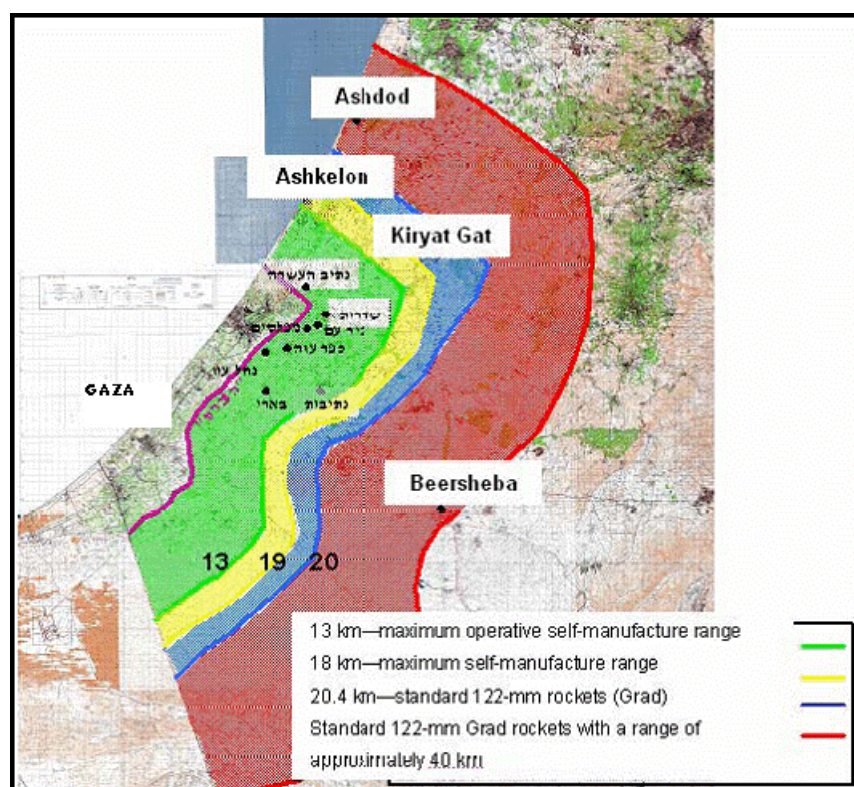 Ashdod
Ashkelon
Kiryat Gat
נתיב העשרה
שדרות
מפלסים
ניר עם
כפר עזה
נחל עוז
GAZA
בארי
נתיבות
Beersheba
13 19 20
13 km—maximum operative self-manufacture range
18 km—maximum self-manufacture range
20.4 km—standard 122-mm rockets (Grad)
Standard 122-mm Grad rockets with a range of
approximately 40 km